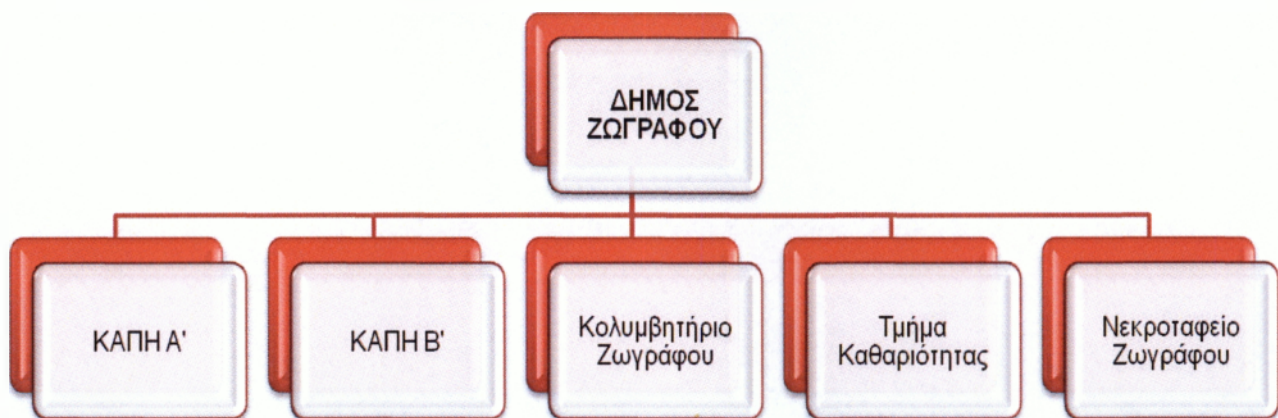 ΔΗΜΟΣ
ΖΩΓΡΑΦΟΥ
ΚΑΠΗ Α'
ΚΑΠΗ Β'
Κολυμβητήριο
Ζωγράφου
Τμήμα
Καθαριότητας
Νεκροταφείο
Ζωγράφου